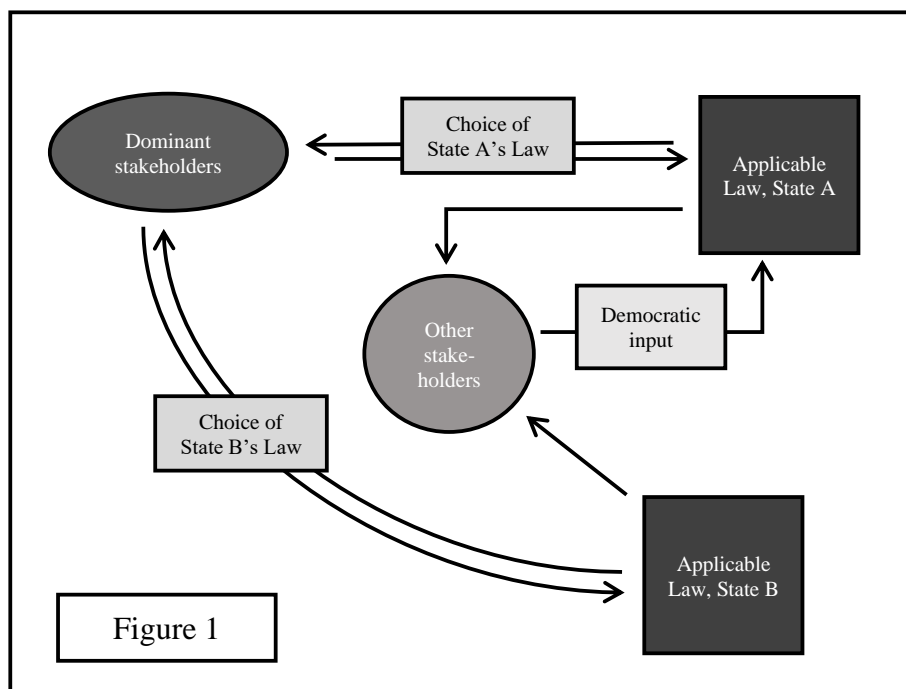 Dominant
stakeholders
Choice of
State A’s Law
Applicable
Law, State A
Other
stake-
holders
Democratic
input
Choice of
State B’s Law
Applicable
Law, State B
Figure 1